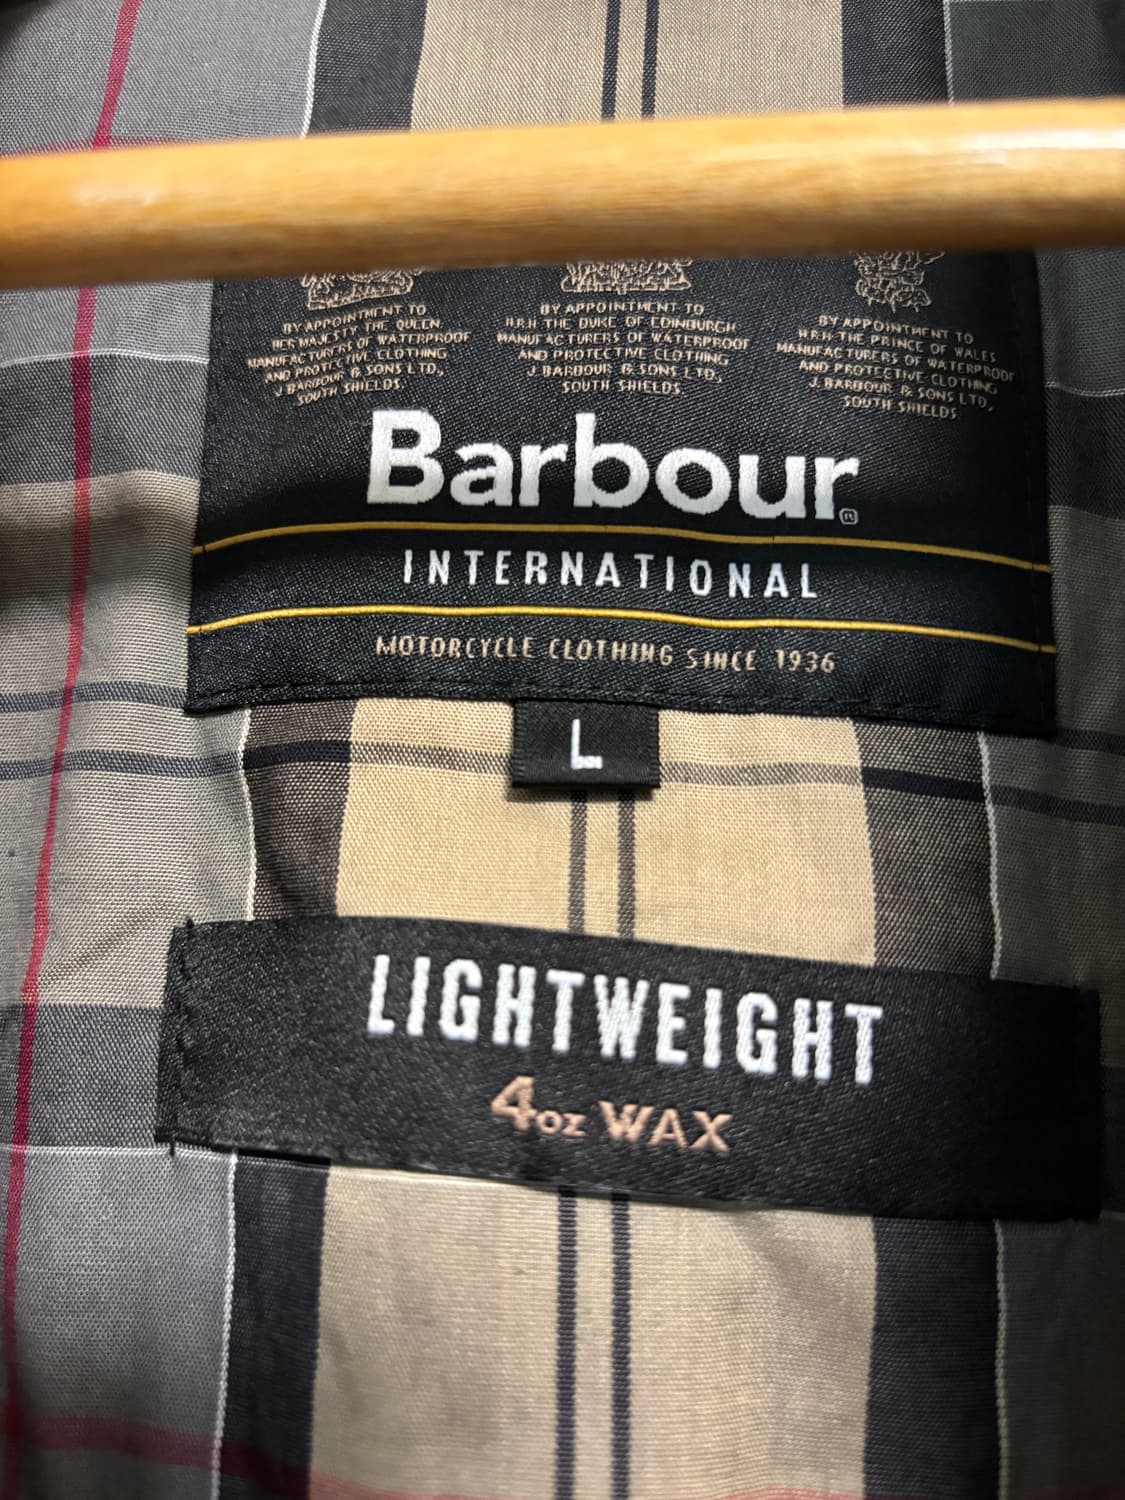 BY APPOINTMENT TO
HER MAJESTY THE QUEEN
MANUFACTURERS OF WATERPROOF
AND PROTECTIVE CLOTHING
J. BARBOUR & SONS LTD,
SOUTH SHIELDS.
BY APPOINTMENT TO
H.R.H THE DUKE OF EDINBURGH
MANUFACTURERS OF WATERPROOF
AND PROTECTIVE CLOTHING
J. BARBOUR & SONS LTD,
SOUTH SHIELDS.
BY APPOINTMENT TO
H.R.H. THE PRINCE OF WALES
MANUFACTURERS OF WATERPROOF
AND PROTECTIVE CLOTHING
J. BARBOUR & SONS LTD,
SOUTH SHIELDS
Barbour®
INTERNATIONAL
MOTORCYCLE CLOTHING SINCE 1936
L
LIGHTWEIGHT
4oz WAX